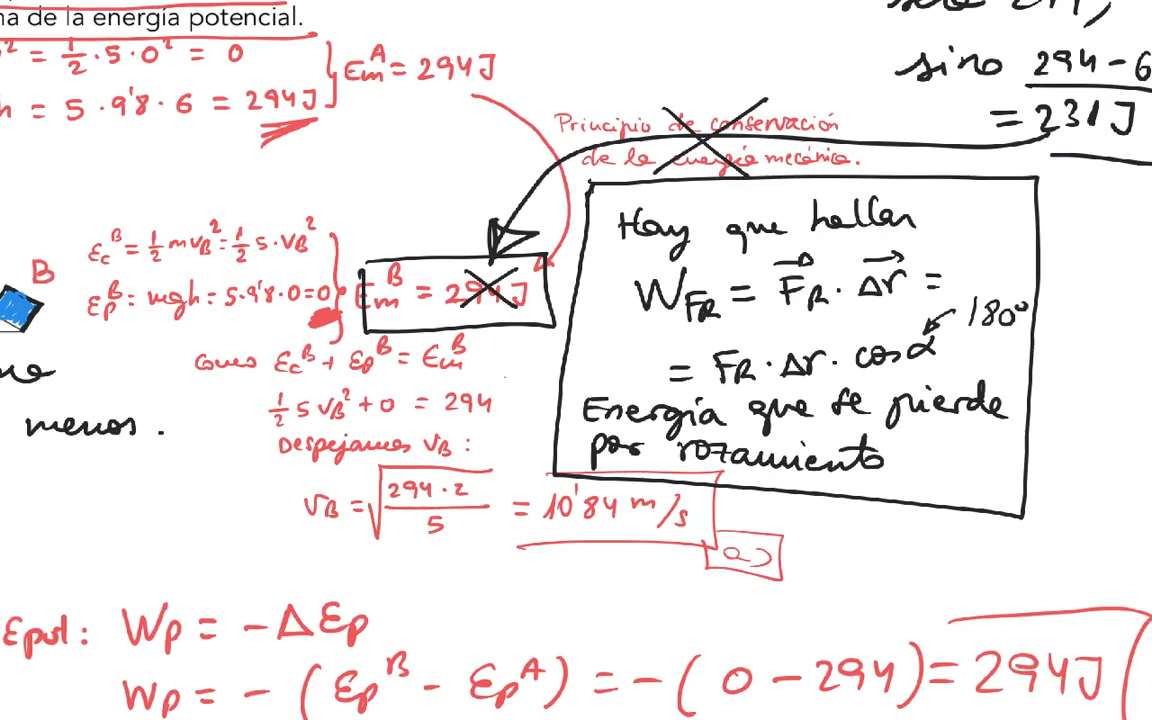 na de la energía potencial.
² = 1/2 · 5 · 0² = 0
h = 5 · 9'8 · 6 = 294 J
Em^A = 294 J
sino 294 - 6
= 231 J
Principio de conservación
de la energía mecánica.
B
Ec^B = 1/2 m vB² = 1/2 5 · vB²
Ep^B = mgh = 5 · 9'8 · 0 = 0
Em^B = 294 J
Como Ec^B + Ep^B = Em^B
1/2 5 vB² + 0 = 294
Despejamos vB :
vB = √(294 · 2 / 5) = 10'84 m/s
a)
menos .
Hay que hallar
W_FR = F⃗R · Δr⃗ =
= FR · Δr · cos α
180°
Energía que se pierde
por rozamiento
Epot : Wp = - ΔEp
Wp = - (Ep^B - Ep^A) = - (0 - 294) = 294 J